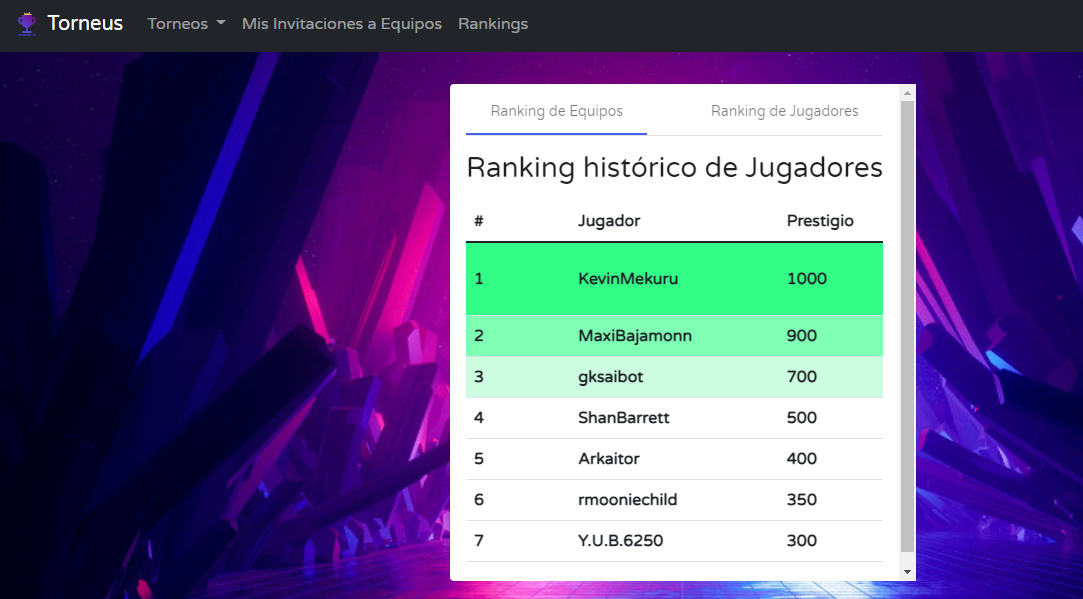 Torneus Torneos Mis Invitaciones a Equipos Rankings
Ranking de Equipos Ranking de Jugadores
Ranking histórico de Jugadores
# Jugador Prestigio
1 KevinMekuru 1000
2 MaxiBajamonn 900
3 gksaibot 700
4 ShanBarrett 500
5 Arkaitor 400
6 rmooniechild 350
7 Y.U.B.6250 300